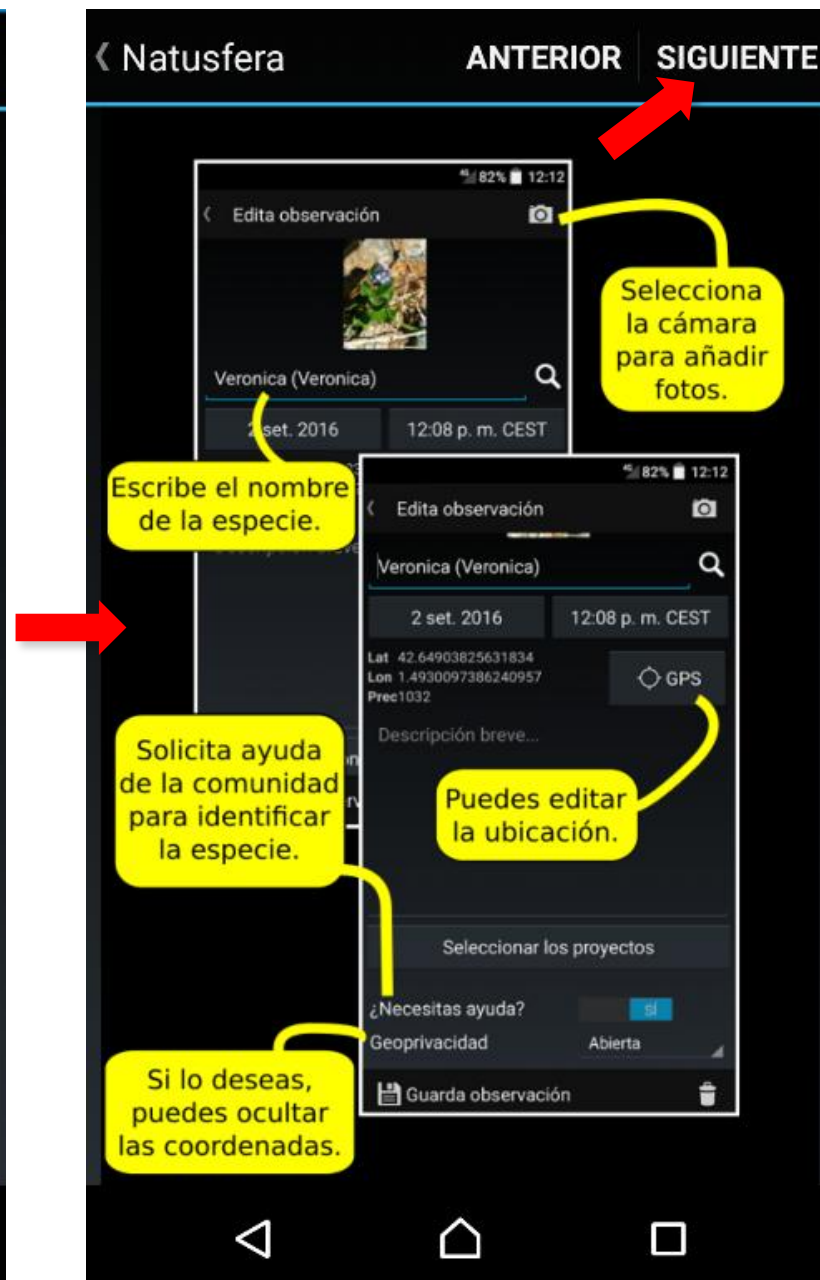 Natusfera
ANTERIOR
SIGUIENTE
82% 12:12
Edita observación
Selecciona
la cámara
para añadir
fotos.
Veronica (Veronica)
2 set. 2016
12:08 p. m. CEST
Escribe el nombre
de la especie.
82% 12:12
Edita observación
Veronica (Veronica)
2 set. 2016
12:08 p. m. CEST
Lat 42.64903825631834
Lon 1.4930097386240957
Prec1032
GPS
Descripción breve...
Solicita ayuda
de la comunidad
para identificar
la especie.
Puedes editar
la ubicación.
Seleccionar los proyectos
¿Necesitas ayuda?
sí
Geoprivacidad
Abierta
Si lo deseas,
puedes ocultar
las coordenadas.
Guarda observación